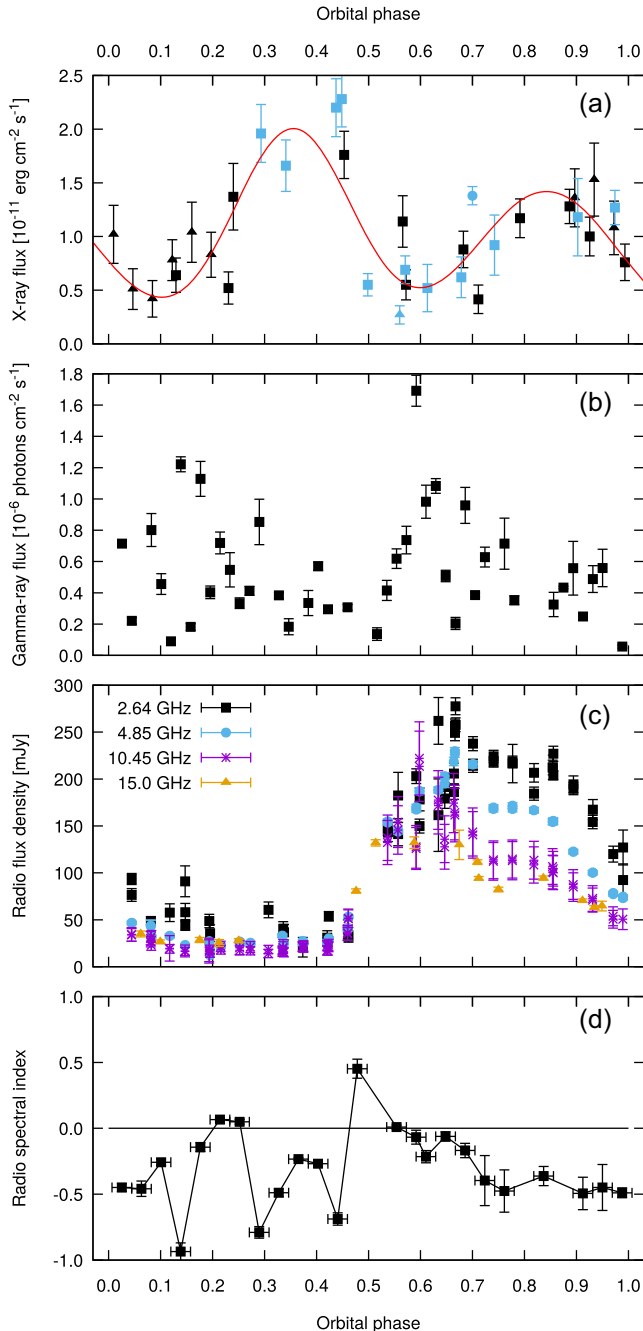 Orbital phase
0.0 0.1 0.2 0.3 0.4 0.5 0.6 0.7 0.8 0.9 1.0
(a)
X-ray flux [10-11 erg cm-2 s-1]
2.5
2.0
1.5
1.0
0.5
0.0
(b)
Gamma-ray flux [10-6 photons cm-2 s-1]
1.8
1.6
1.4
1.2
1.0
0.8
0.6
0.4
0.2
0.0
(c)
Radio flux density [mJy]
300
250
200
150
100
50
0
2.64 GHz
4.85 GHz
10.45 GHz
15.0 GHz
(d)
Radio spectral index
1.0
0.5
0.0
-0.5
-1.0
0.0 0.1 0.2 0.3 0.4 0.5 0.6 0.7 0.8 0.9 1.0
Orbital phase